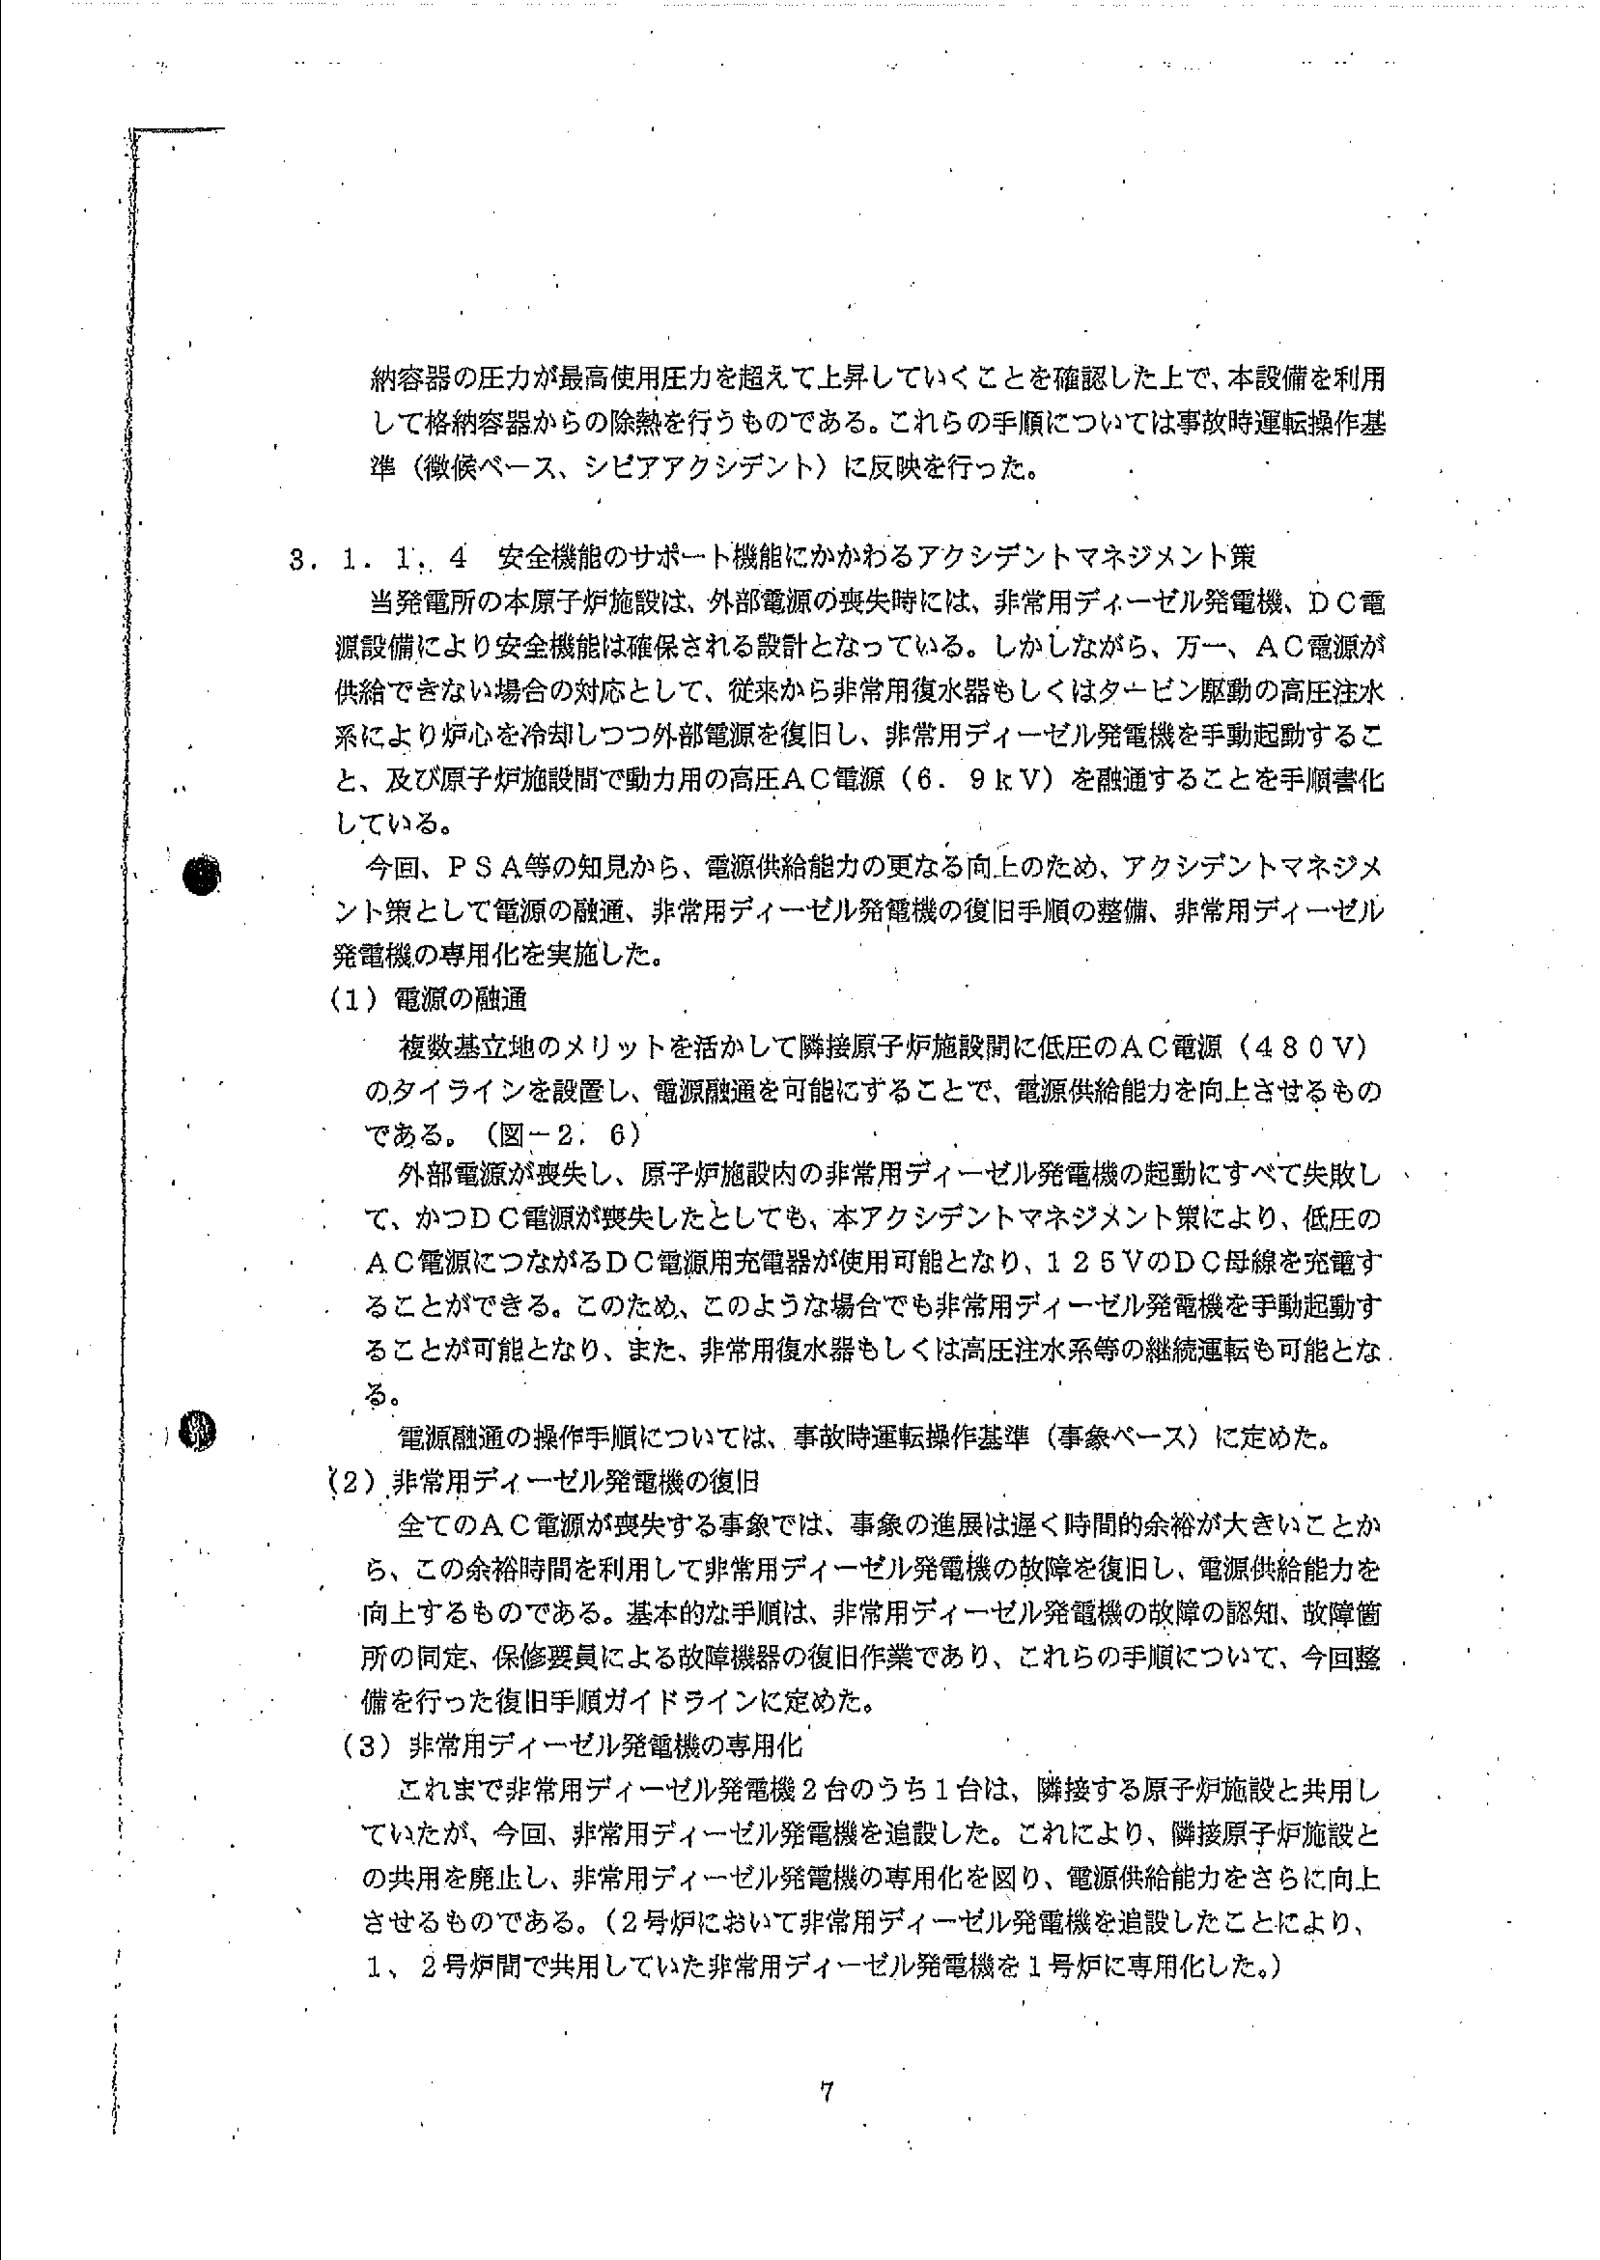 納容器の圧力が最高使用圧力を超えて上昇していくことを確認した上で、本設備を利用
して格納容器からの除熱を行うものである。これらの手順については事故時運転操作基
準（徴候ベース、シビアアクシデント）に反映を行った。
３．１．１．４　安全機能のサポート機能にかかわるアクシデントマネジメント策
当発電所の本原子炉施設は、外部電源の喪失時には、非常用ディーゼル発電機、ＤＣ電
源設備により安全機能は確保される設計となっている。しかしながら、万一、ＡＣ電源が
供給できない場合の対応として、従来から非常用復水器もしくはタービン駆動の高圧注水
系により炉心を冷却しつつ外部電源を復旧し、非常用ディーゼル発電機を手動起動するこ
と、及び原子炉施設間で動力用の高圧ＡＣ電源（６．９ｋＶ）を融通することを手順書化
している。
今回、ＰＳＡ等の知見から、電源供給能力の更なる向上のため、アクシデントマネジメ
ント策として電源の融通、非常用ディーゼル発電機の復旧手順の整備、非常用ディーゼル
発電機の専用化を実施した。
（１）電源の融通
複数基立地のメリットを活かして隣接原子炉施設間に低圧のＡＣ電源（４８０Ｖ）
のタイラインを設置し、電源融通を可能にすることで、電源供給能力を向上させるもの
である。（図－２．６）
外部電源が喪失し、原子炉施設内の非常用ディーゼル発電機の起動にすべて失敗し
て、かつＤＣ電源が喪失したとしても、本アクシデントマネジメント策により、低圧の
ＡＣ電源につながるＤＣ電源用充電器が使用可能となり、１２５ＶのＤＣ母線を充電す
ることができる。このため、このような場合でも非常用ディーゼル発電機を手動起動す
ることが可能となり、また、非常用復水器もしくは高圧注水系等の継続運転も可能とな
る。
電源融通の操作手順については、事故時運転操作基準（事象ベース）に定めた。
（２）非常用ディーゼル発電機の復旧
全てのＡＣ電源が喪失する事象では、事象の進展は遅く時間的余裕が大きいことか
ら、この余裕時間を利用して非常用ディーゼル発電機の故障を復旧し、電源供給能力を
向上するものである。基本的な手順は、非常用ディーゼル発電機の故障の認知、故障箇
所の同定、保修要員による故障機器の復旧作業であり、これらの手順について、今回整
備を行った復旧手順ガイドラインに定めた。
（３）非常用ディーゼル発電機の専用化
これまで非常用ディーゼル発電機２台のうち１台は、隣接する原子炉施設と共用し
ていたが、今回、非常用ディーゼル発電機を追設した。これにより、隣接原子炉施設と
の共用を廃止し、非常用ディーゼル発電機の専用化を図り、電源供給能力をさらに向上
させるものである。（２号炉において非常用ディーゼル発電機を追設したことにより、
１、２号炉間で共用していた非常用ディーゼル発電機を１号炉に専用化した。）
7